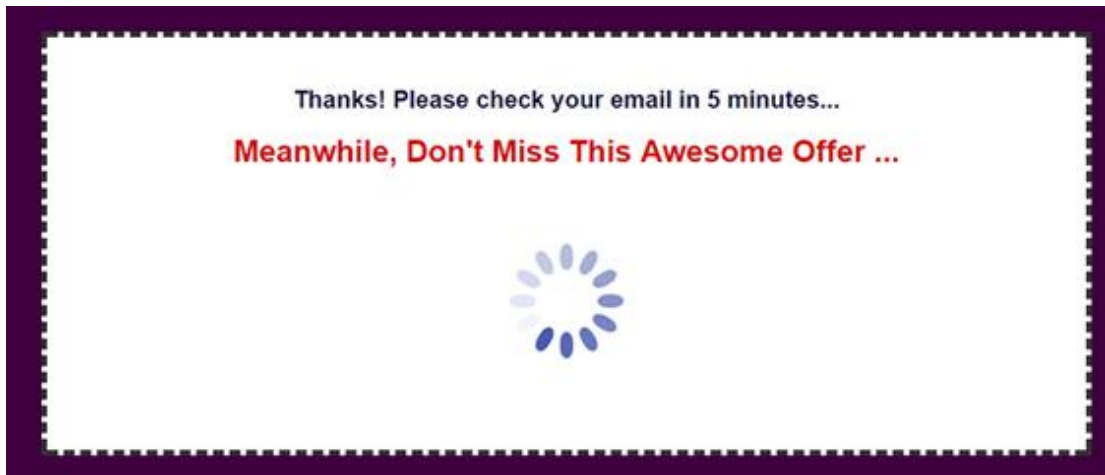 Thanks! Please check your email in 5 minutes...
Meanwhile, Don't Miss This Awesome Offer ...